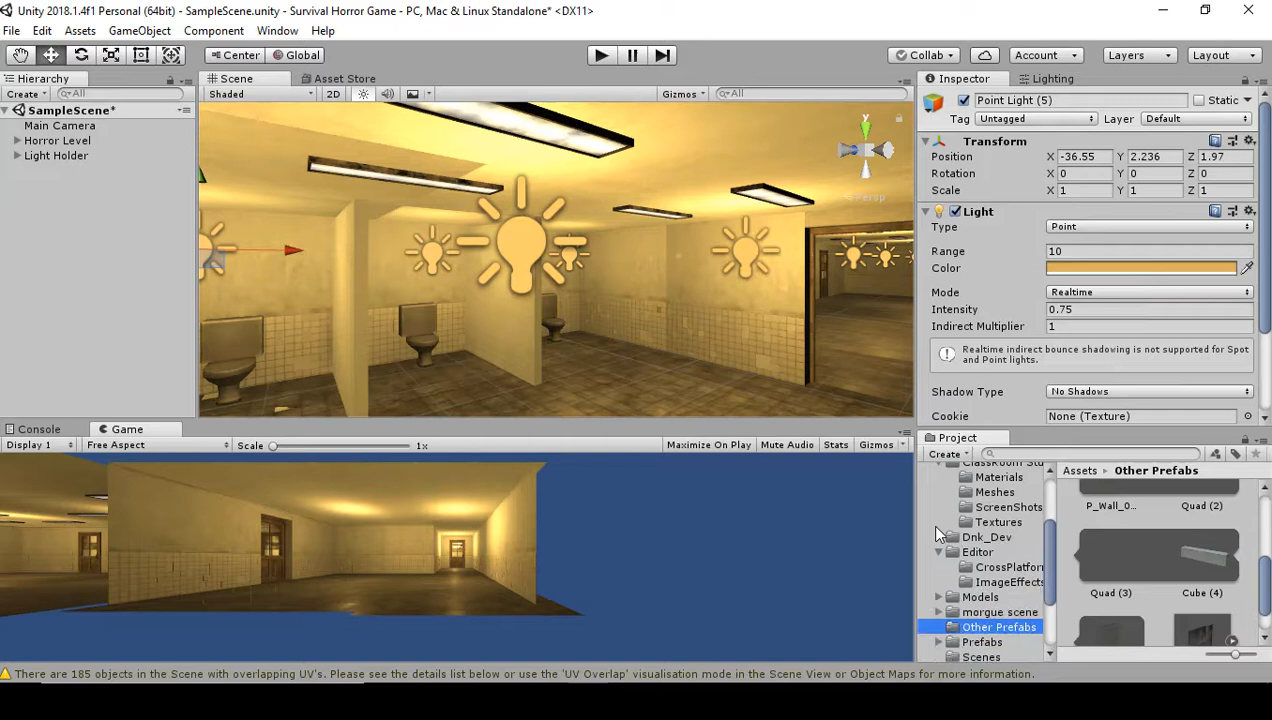 Unity 2018.1.4f1 Personal (64bit) - SampleScene.unity - Survival Horror Game - PC, Mac & Linux Standalone* <DX11>
File Edit Assets GameObject Component Window Help
Center Global Collab Account Layers Layout
Hierarchy Scene Asset Store Inspector Lighting
Create All Shaded 2D Gizmos All Point Light (5) Static
SampleScene* Tag Untagged Layer Default
Main Camera
Horror Level Transform
Light Holder Position X -36.55 Y 2.236 Z 1.97
Rotation X 0 Y 0 Z 0
Scale X 1 Y 1 Z 1
y
Persp
Light
Type Point
Range 10
Color
Mode Realtime
Intensity 0.75
Indirect Multiplier 1
Realtime indirect bounce shadowing is not supported for Spot
and Point lights.
Shadow Type No Shadows
Cookie None (Texture)
Console Game Project
Display 1 Free Aspect Scale 1x Maximize On Play Mute Audio Stats Gizmos Create
Assets Other Prefabs
Materials
Meshes
ScreenShots
Textures
Dnk_Dev
Editor
CrossPlatforr
ImageEffects
Models
morgue scene
Other Prefabs
Prefabs
Scenes
P_Wall_0... Quad (2)
Quad (3) Cube (4)
There are 185 objects in the Scene with overlapping UV's. Please see the details list below or use the 'UV Overlap' visualisation mode in the Scene View or Object Maps for more information.